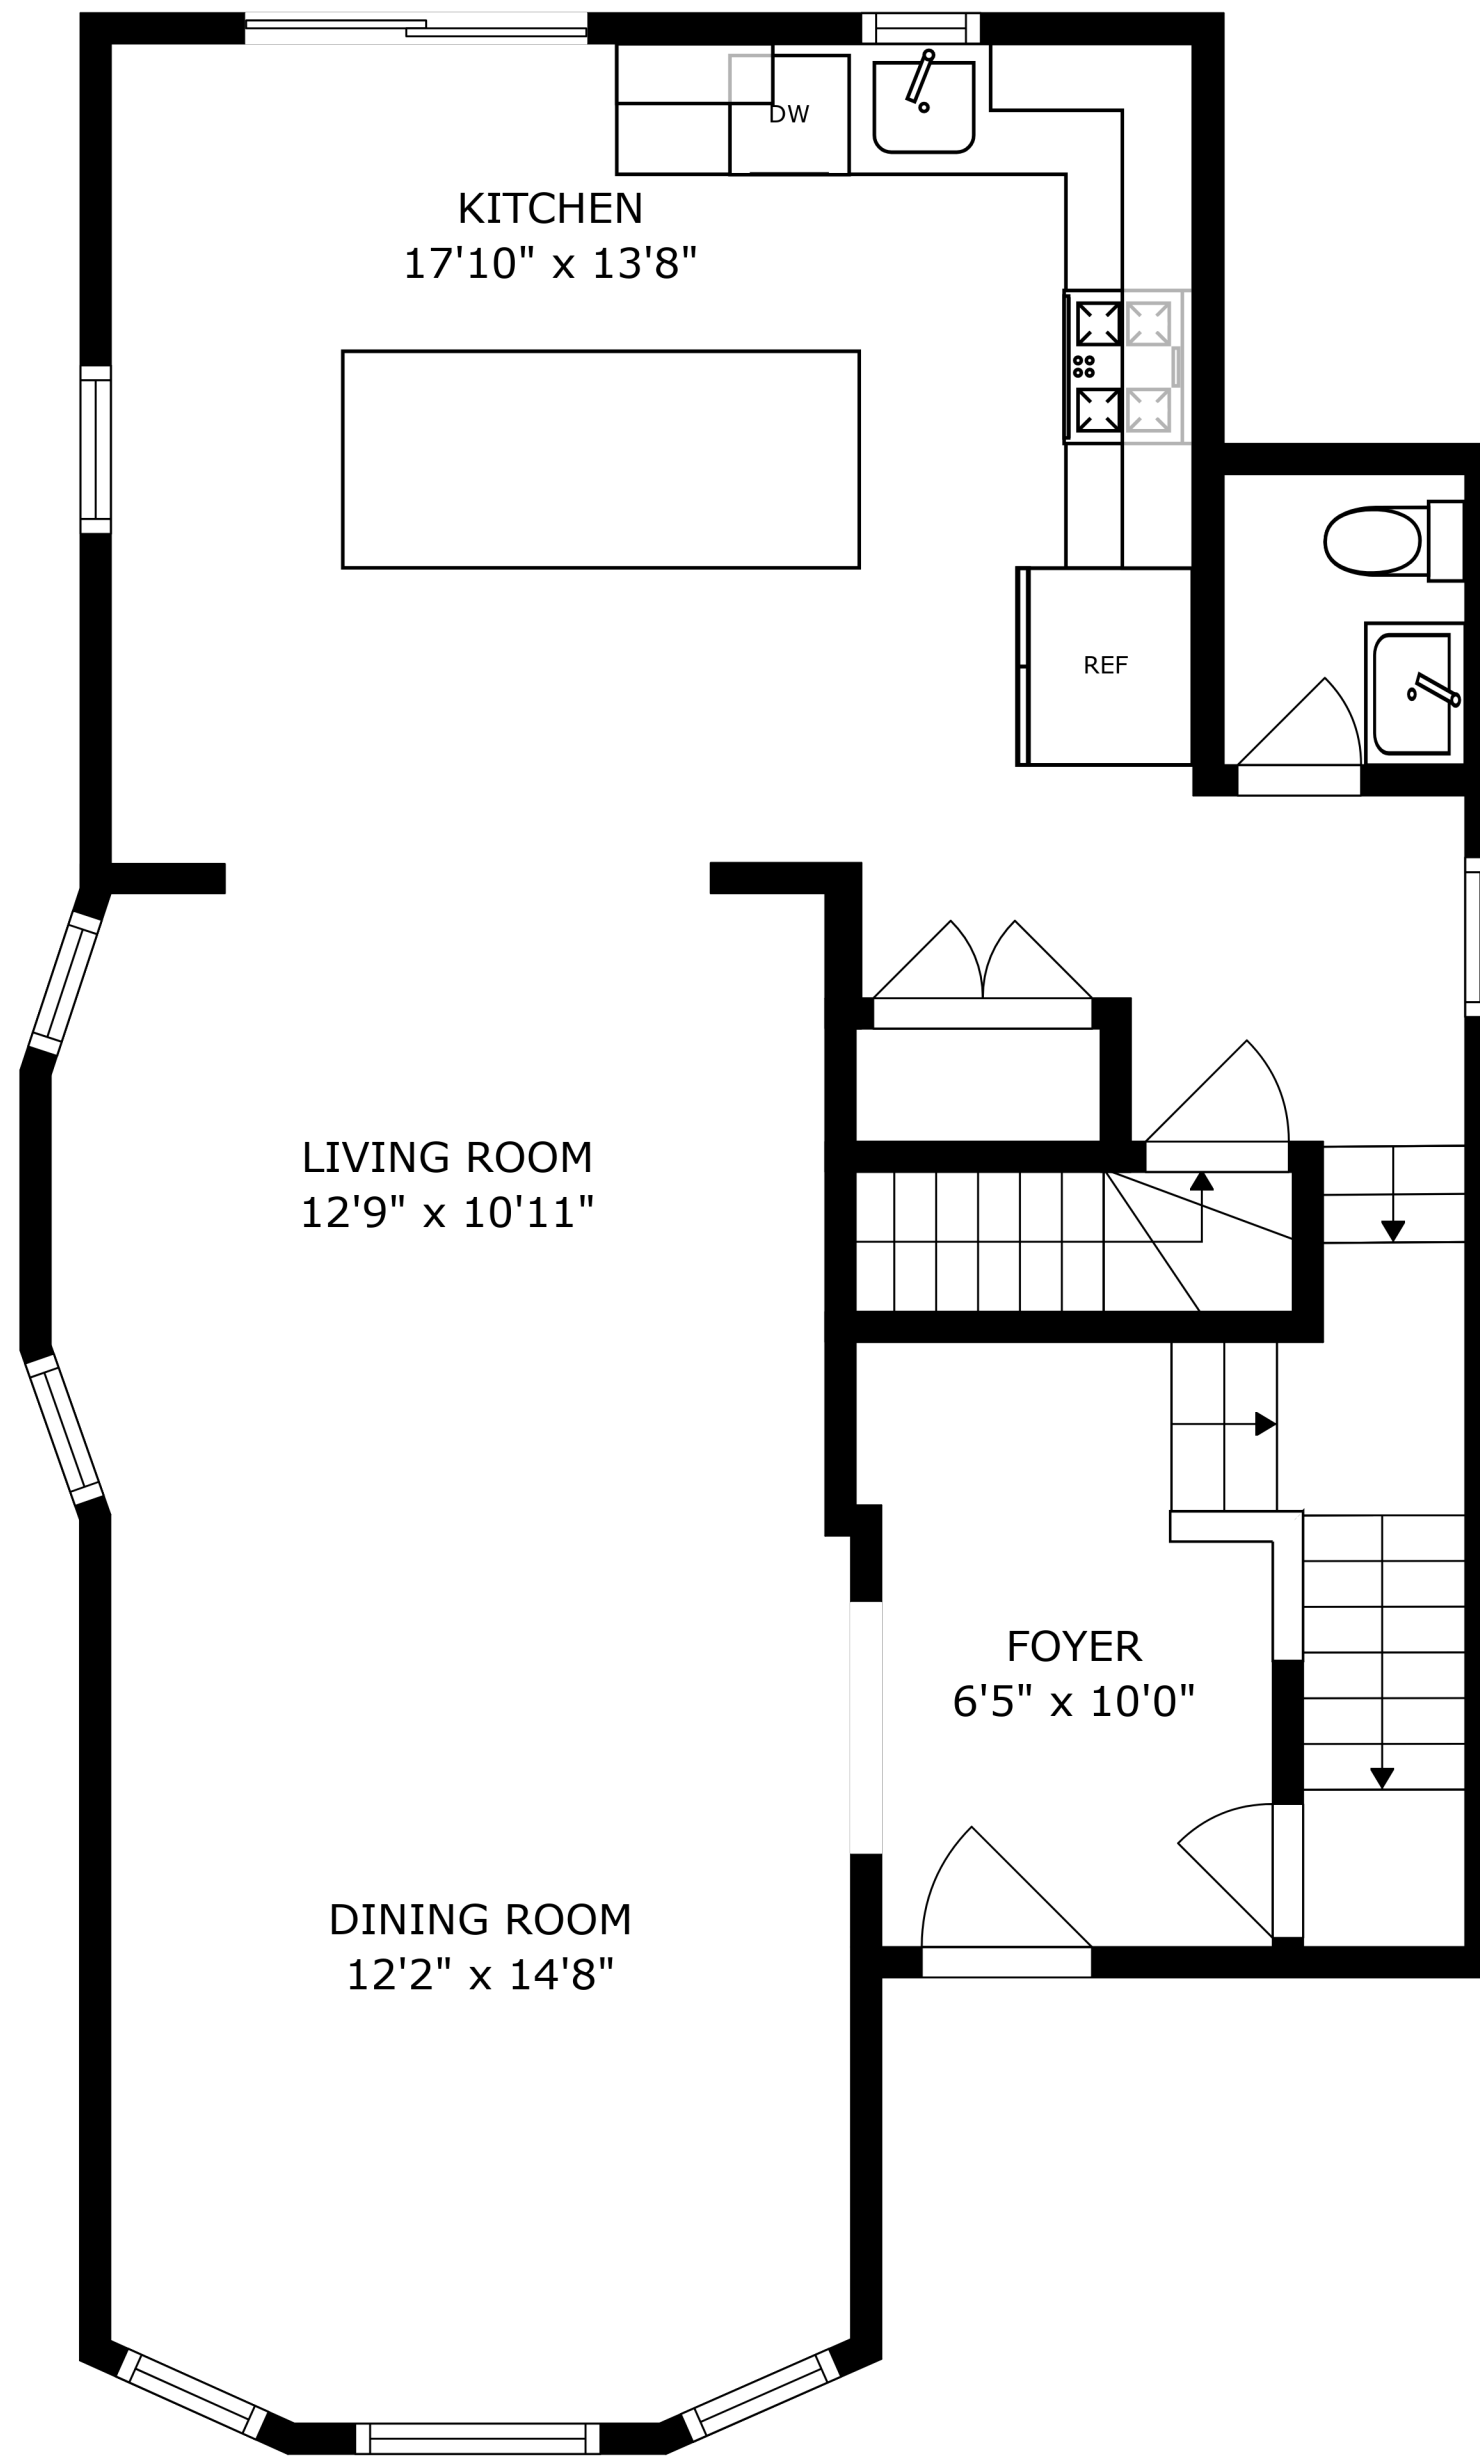 DW
KITCHEN
17'10" x 13'8"
REF
LIVING ROOM
12'9" x 10'11"
FOYER
6'5" x 10'0"
DINING ROOM
12'2" x 14'8"